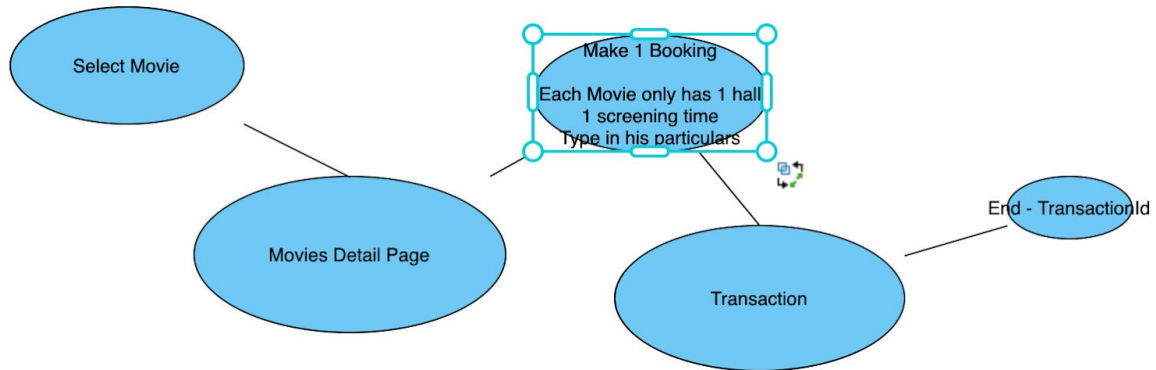 Select Movie
Make 1 Booking
Each Movie only has 1 hall
1 screening time
Type in his particulars
Movies Detail Page
Transaction
End - TransactionId